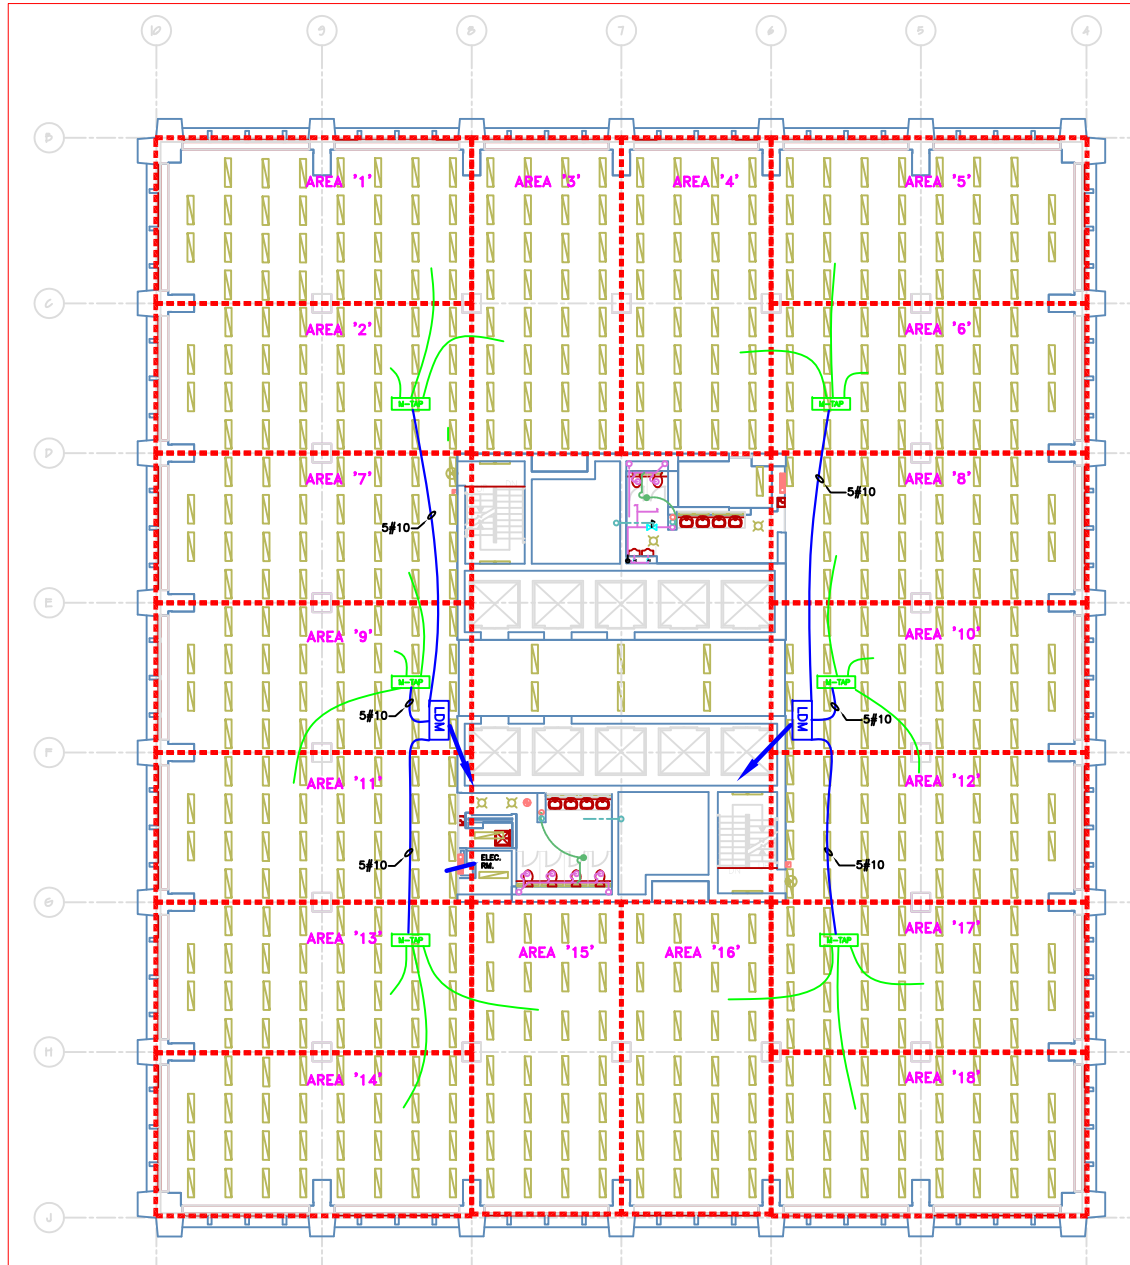 10 9 8 7 6 5 4
B
AREA '1' AREA '3' AREA '4' AREA '5'
C
AREA '2' AREA '6'
M-TAP M-TAP
D
AREA '7' AREA '8'
5#10 5#10
E
AREA '9' AREA '10'
M-TAP M-TAP
5#10 LDM LDM 5#10
F
AREA '11' AREA '12'
5#10 ELEC. 5#10
RM.
G
AREA '13' AREA '15' AREA '16' AREA '17'
M-TAP M-TAP
H
AREA '14' AREA '18'
J